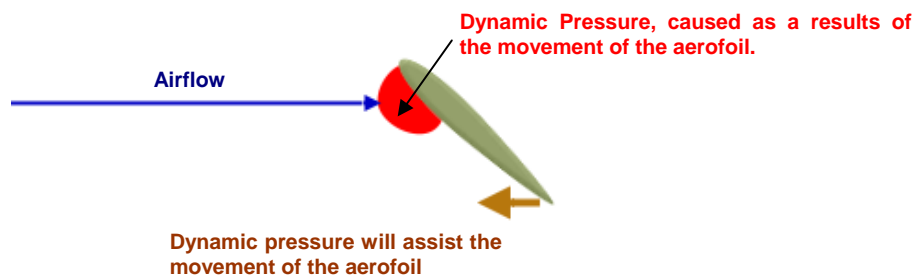 Dynamic Pressure, caused as a results of
the movement of the aerofoil.
Airflow
Dynamic pressure will assist the
movement of the aerofoil